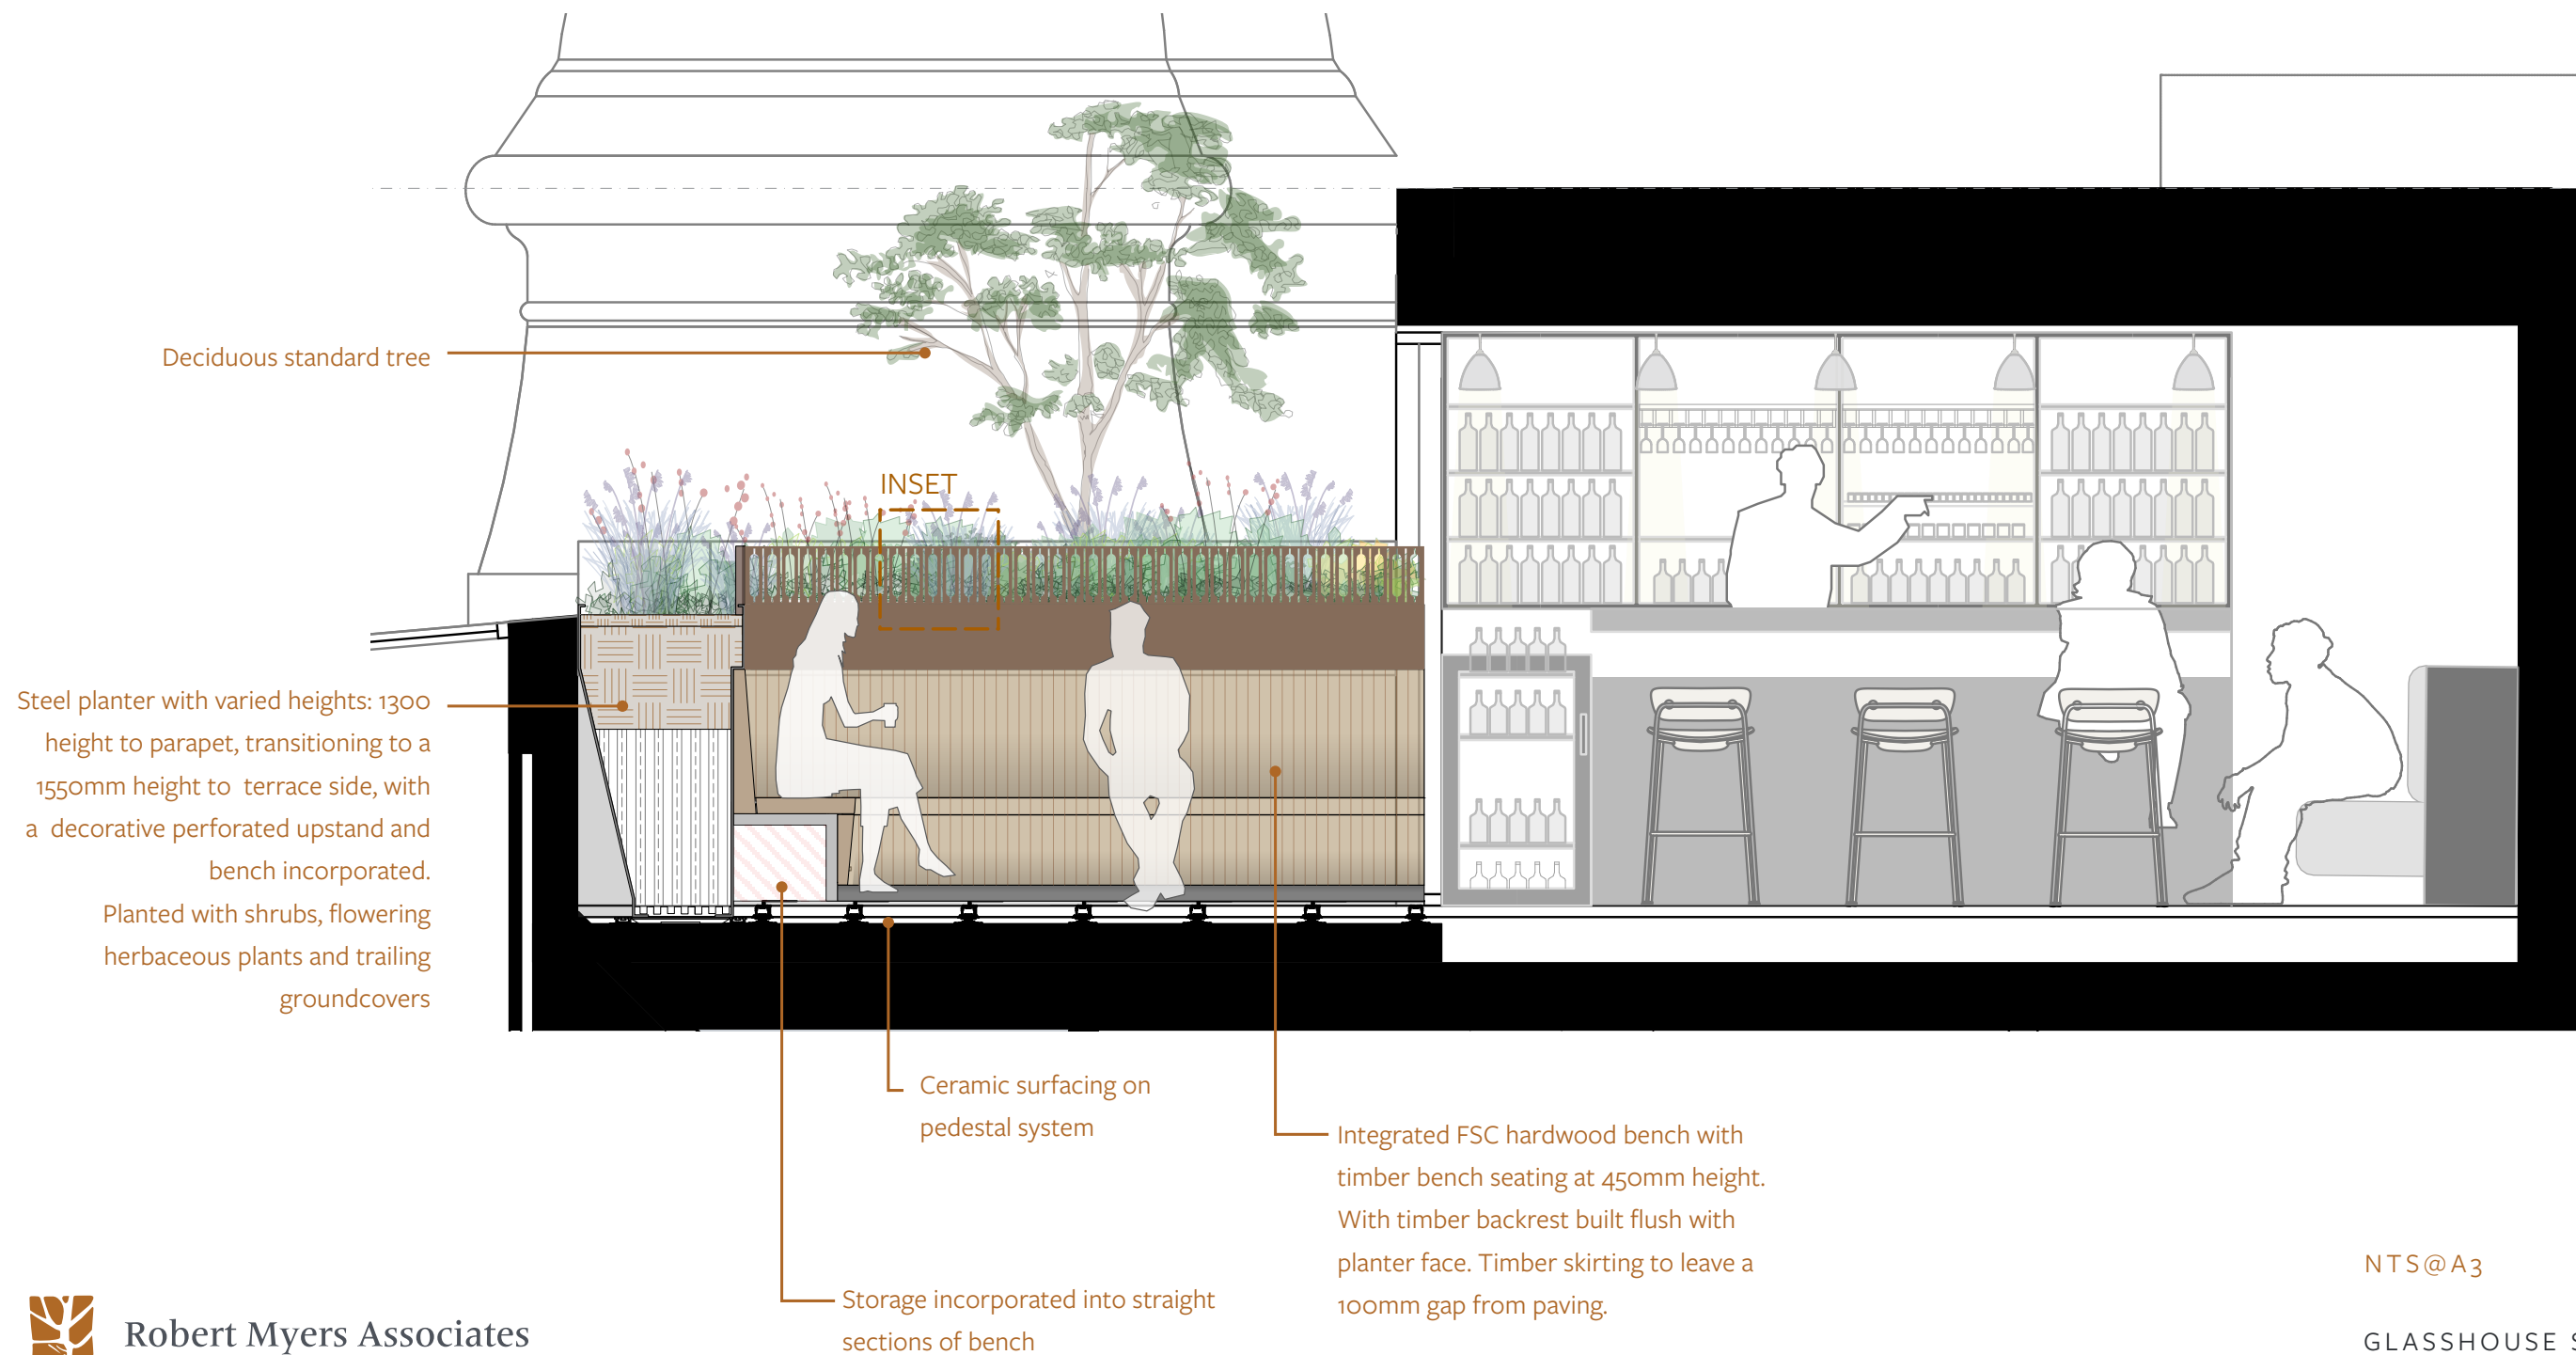 INSET
Deciduous standard tree
Steel planter with varied heights: 1300
height to parapet, transitioning to a
1550mm height to terrace side, with
a decorative perforated upstand and
bench incorporated.
Planted with shrubs, flowering
herbaceous plants and trailing
groundcovers
Ceramic surfacing on
pedestal system
Integrated FSC hardwood bench with
timber bench seating at 450mm height.
With timber backrest built flush with
planter face. Timber skirting to leave a
100mm gap from paving.
Storage incorporated into straight
sections of bench
NTS@A3
Robert Myers Associates
GLASSHOUSE S